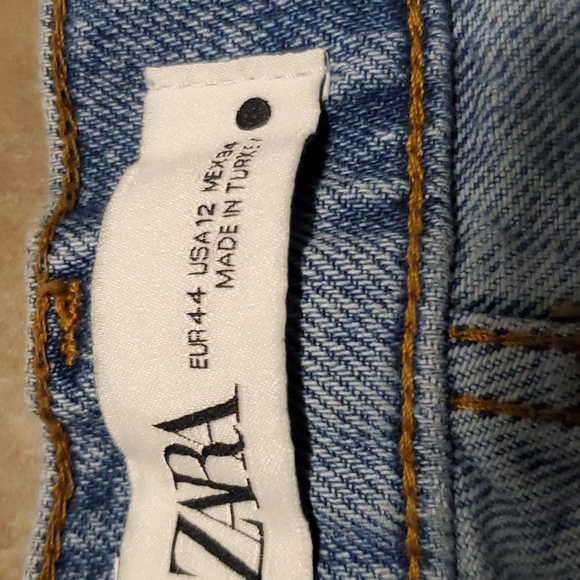 ZARA
EUR 44 USA 12 MEX 34
MADE IN TURKEY